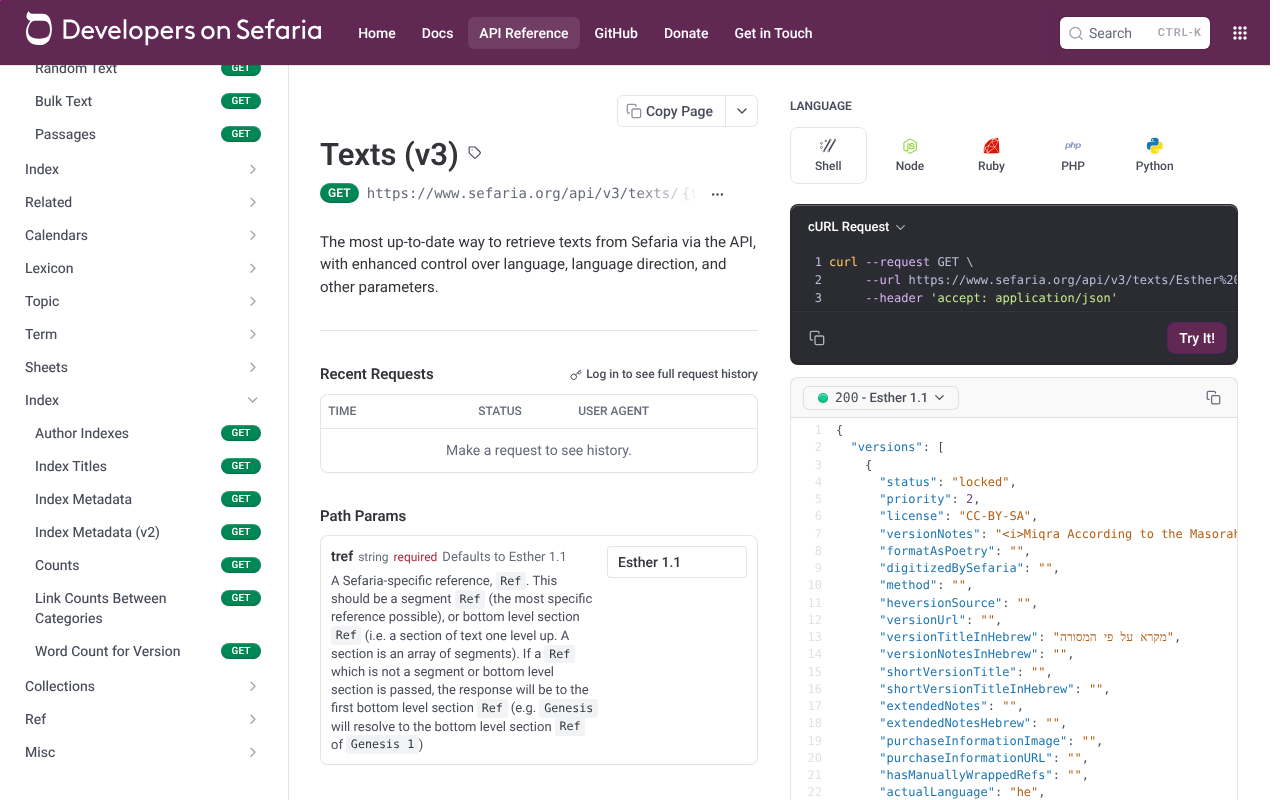 Developers on Sefaria
Home
Docs
API Reference
GitHub
Donate
Get in Touch
Search
CTRL-K
Random Text
GET
Bulk Text
GET
Passages
GET
Index
Related
Calendars
Lexicon
Topic
Term
Sheets
Index
Author Indexes
GET
Index Titles
GET
Index Metadata
GET
Index Metadata (v2)
GET
Counts
GET
Link Counts Between
Categories
GET
Word Count for Version
GET
Collections
Ref
Misc
Copy Page
Texts (v3)
GET https://www.sefaria.org/api/v3/texts/
The most up-to-date way to retrieve texts from Sefaria via the API,
with enhanced control over language, language direction, and
other parameters.
Recent Requests
Log in to see full request history
TIME STATUS USER AGENT
Make a request to see history.
Path Params
tref string required Defaults to Esther 1.1
Esther 1.1
A Sefaria-specific reference, Ref. This
should be a segment Ref (the most specific
reference possible), or bottom level section
Ref (i.e. a section of text one level up. A
section is an array of segments). If a Ref
which is not a segment or bottom level
section is passed, the response will be to the
first bottom level section Ref (e.g. Genesis
will resolve to the bottom level section Ref
of Genesis 1)
LANGUAGE
Shell
Node
php
Ruby
PHP
Python
cURL Request
1 curl --request GET \
2 --url https://www.sefaria.org/api/v3/texts/Esther%20
3 --header 'accept: application/json'
Try It!
200 - Esther 1.1
1 {
2 "versions": [
3 {
4 "status": "locked",
5 "priority": 2,
6 "license": "CC-BY-SA",
7 "versionNotes": "<i>Miqra According to the Masorah
8 "formatAsPoetry": "",
9 "digitizedBySefaria": "",
10 "method": "",
11 "heversionSource": "",
12 "versionUrl": "",
13 "versionTitleInHebrew": "מקרא על פי המסורה",
14 "versionNotesInHebrew": "",
15 "shortVersionTitle": "",
16 "shortVersionTitleInHebrew": "",
17 "extendedNotes": "",
18 "extendedNotesHebrew": "",
19 "purchaseInformationImage": "",
20 "purchaseInformationURL": "",
21 "hasManuallyWrappedRefs": "",
22 "actualLanguage": "he",